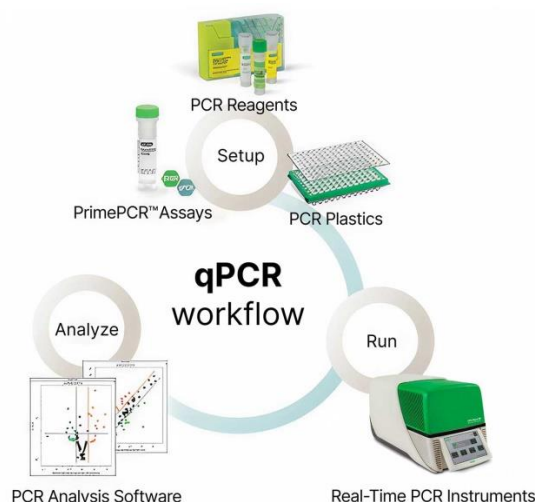 PCR Reagents
Setup
PrimePCR™ Assays
PCR Plastics
qPCR
workflow
Analyze
Run
PCR Analysis Software
Real-Time PCR Instruments